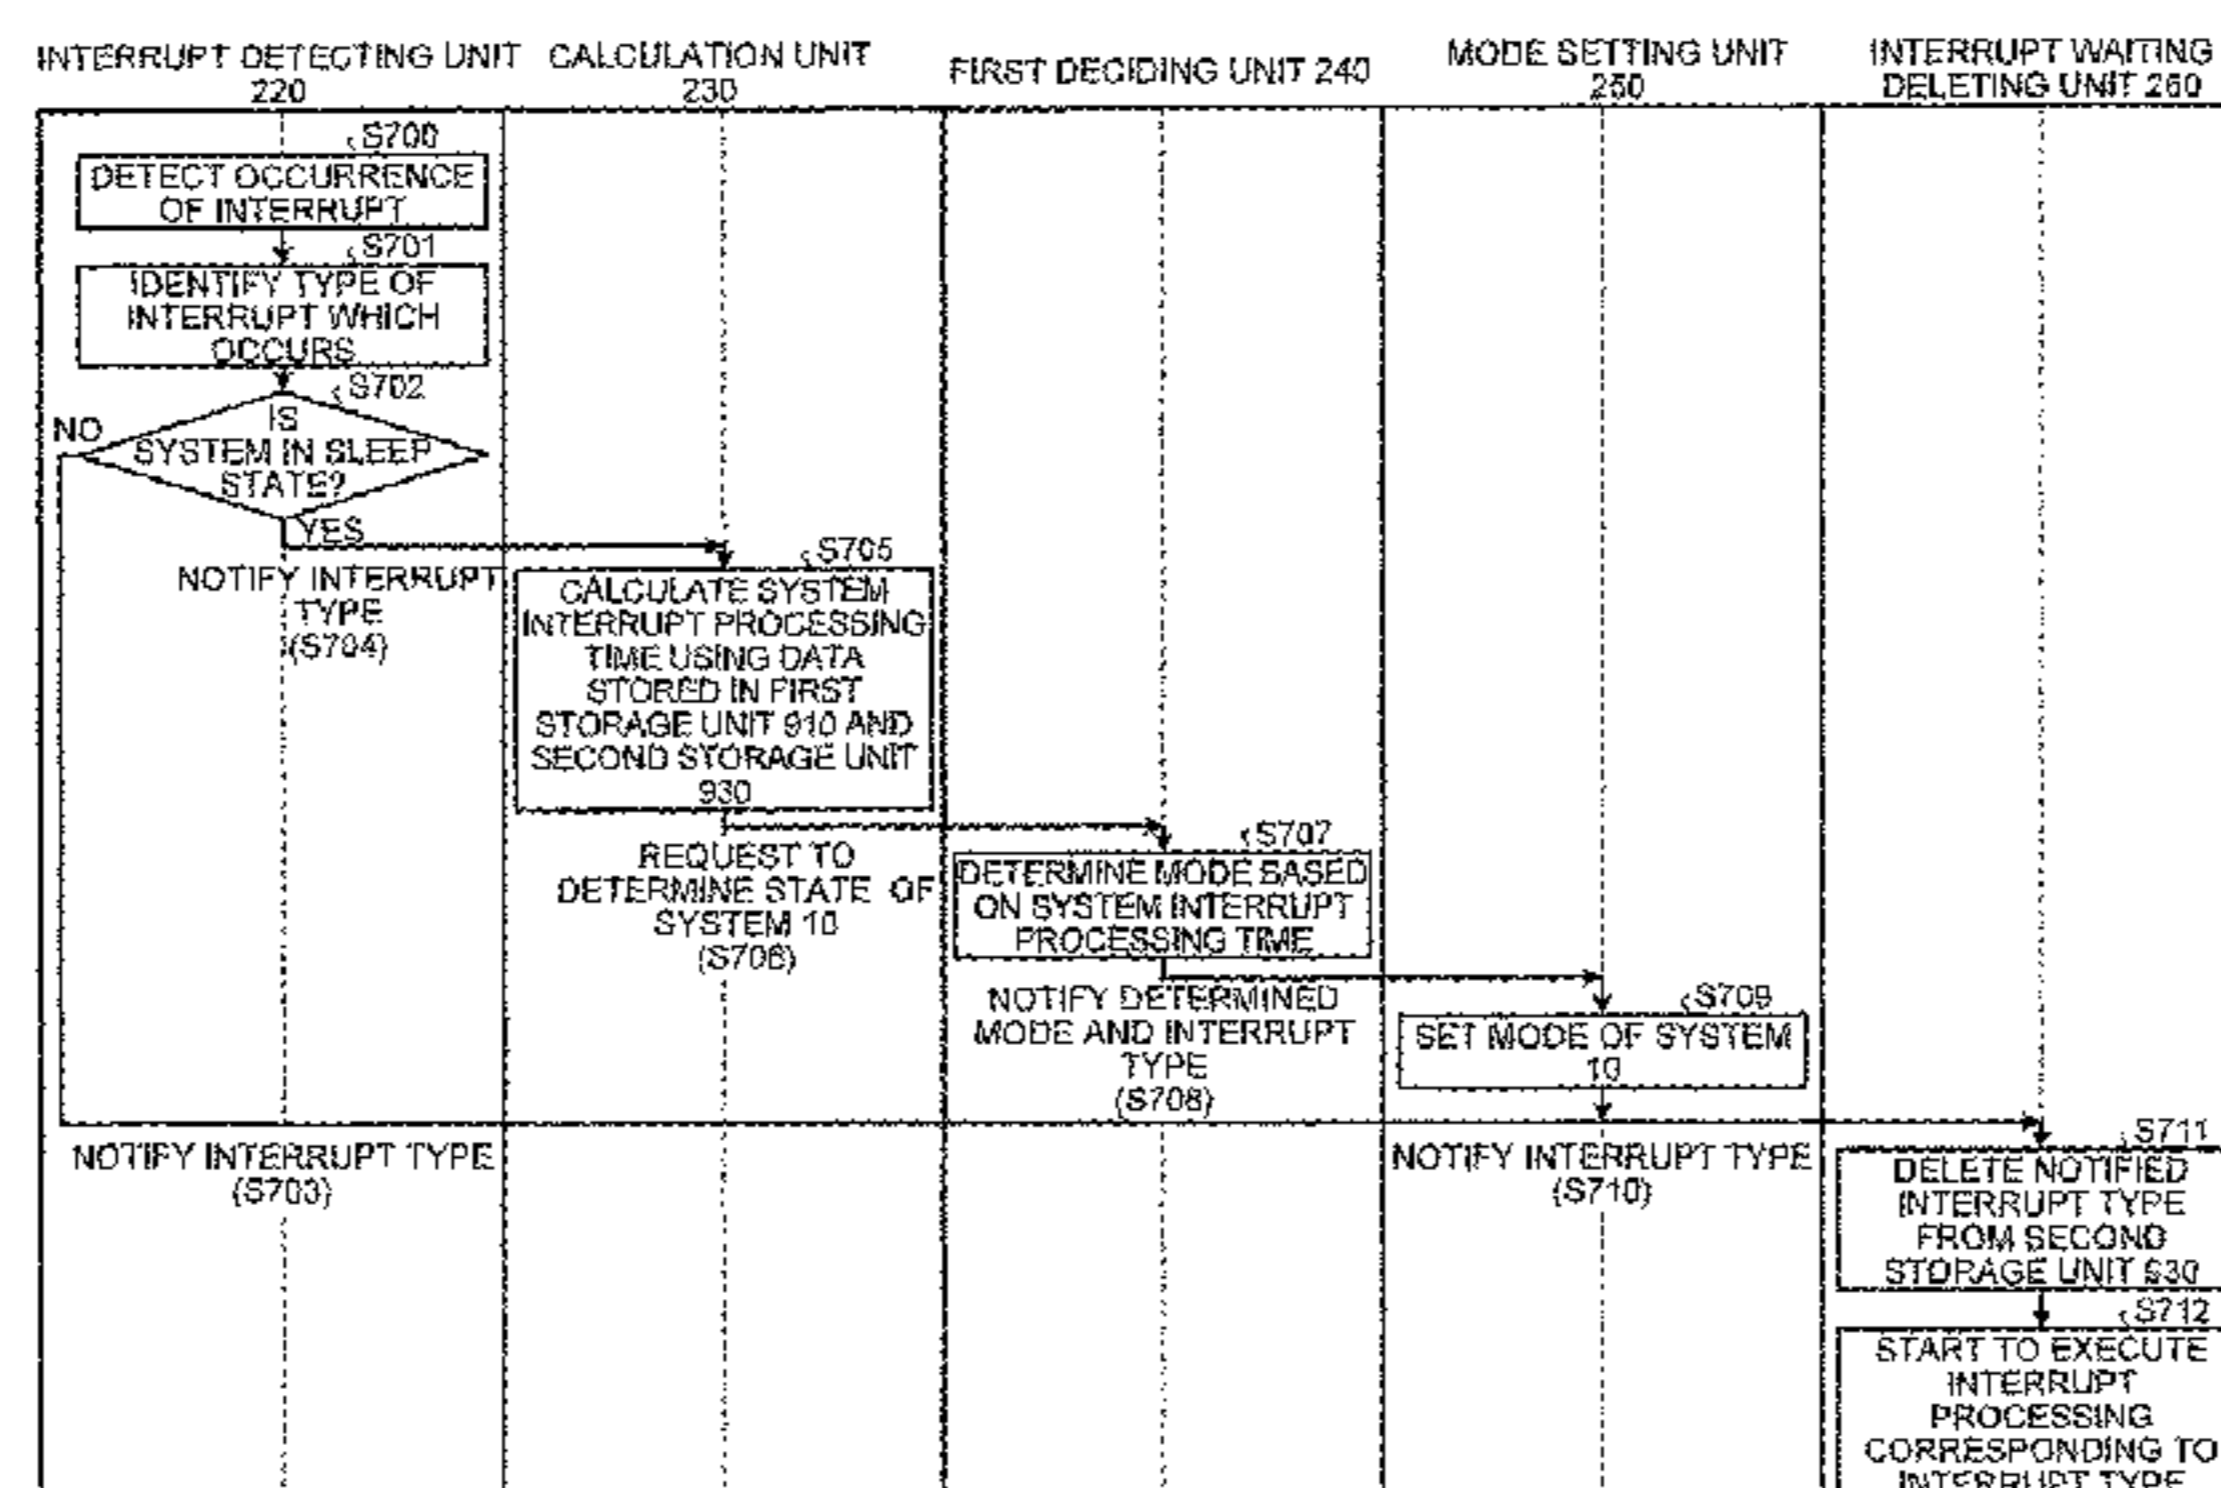 INTERRUPT DETECTING UNIT
220
CALCULATION UNIT
230
FIRST DECIDING UNIT 240
MODE SETTING UNIT
250
INTERRUPT WAITING
DELETING UNIT 260
S700
DETECT OCCURRENCE
OF INTERRUPT
S701
IDENTIFY TYPE OF
INTERRUPT WHICH
OCCURS
S702
IS
SYSTEM IN SLEEP
STATE?
NO
YES
NOTIFY INTERRUPT
TYPE
(S704)
S705
CALCULATE SYSTEM
INTERRUPT PROCESSING
TIME USING DATA
STORED IN FIRST
STORAGE UNIT 910 AND
SECOND STORAGE UNIT
930
REQUEST TO
DETERMINE STATE OF
SYSTEM 10
(S706)
S707
DETERMINE MODE BASED
ON SYSTEM INTERRUPT
PROCESSING TIME
NOTIFY DETERMINED
MODE AND INTERRUPT
TYPE
(S708)
S709
SET MODE OF SYSTEM
10
NOTIFY INTERRUPT TYPE
(S703)
NOTIFY INTERRUPT TYPE
(S710)
S711
DELETE NOTIFIED
INTERRUPT TYPE
FROM SECOND
STORAGE UNIT 930
S712
START TO EXECUTE
INTERRUPT
PROCESSING
CORRESPONDING TO
INTERRUPT TYPE